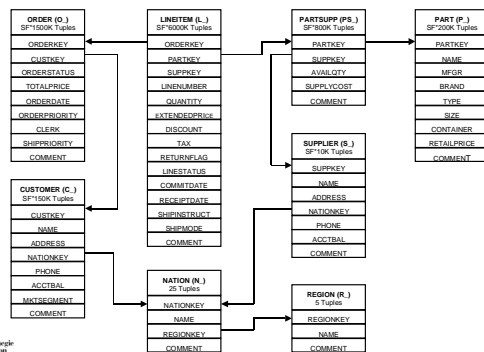 ORDER (O_)
SF*1500K Tuples
ORDERKEY
CUSTKEY
ORDERSTATUS
TOTALPRICE
ORDERDATE
ORDERPRIORITY
CLERK
SHIPPRIORITY
COMMENT
CUSTOMER (C_)
SF*150K Tuples
CUSTKEY
NAME
ADDRESS
NATIONKEY
PHONE
ACCTBAL
MKTSEGMENT
COMMENT
LINEITEM (L_)
SF*6000K Tuples
ORDERKEY
PARTKEY
SUPPKEY
LINENUMBER
QUANTITY
EXTENDEDPRICE
DISCOUNT
TAX
RETURNFLAG
LINESTATUS
COMMITDATE
RECEIPTDATE
SHIPINSTRUCT
SHIPMODE
COMMENT
NATION (N_)
25 Tuples
NATIONKEY
NAME
REGIONKEY
COMMENT
PARTSUPP (PS_)
SF*800K Tuples
PARTKEY
SUPPKEY
AVAILQTY
SUPPLYCOST
COMMENT
SUPPLIER (S_)
SF*10K Tuples
SUPPKEY
NAME
ADDRESS
NATIONKEY
PHONE
ACCTBAL
COMMENT
REGION (R_)
5 Tuples
REGIONKEY
NAME
COMMENT
PART (P_)
SF*200K Tuples
PARTKEY
NAME
MFGR
BRAND
TYPE
SIZE
CONTAINER
RETAILPRICE
COMMENT